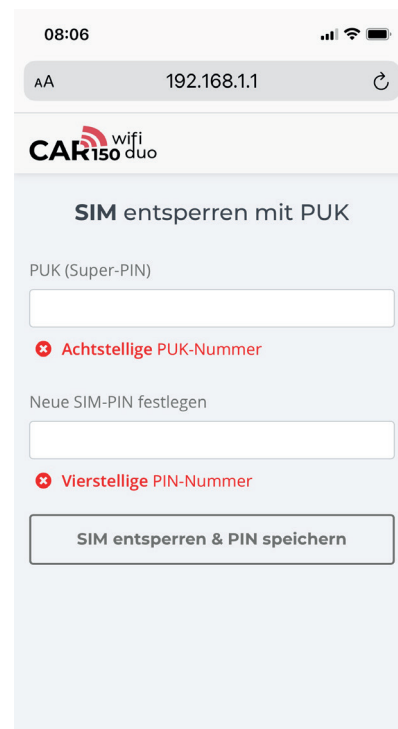 08:06
AA 192.168.1.1
CAR150 wifi duo
SIM entsperren mit PUK
PUK (Super-PIN)
Achtstellige PUK-Nummer
Neue SIM-PIN festlegen
Vierstellige PIN-Nummer
SIM entsperren & PIN speichern